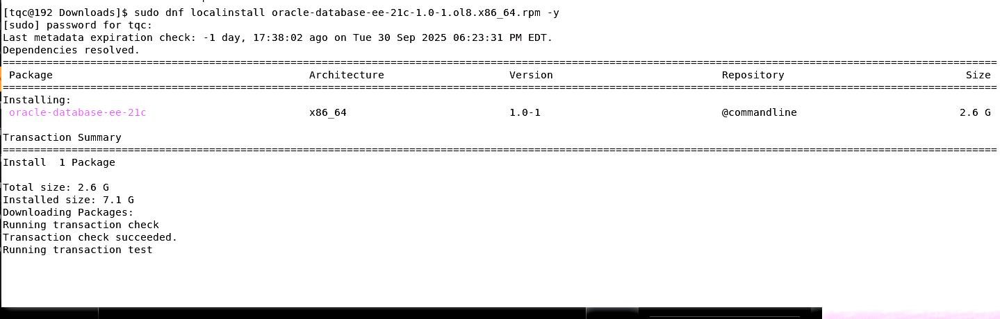 [tqc@192 Downloads]$ sudo dnf localinstall oracle-database-ee-21c-1.0-1.ol8.x86_64.rpm -y
[sudo] password for tqc:
Last metadata expiration check: -1 day, 17:38:02 ago on Tue 30 Sep 2025 06:23:31 PM EDT.
Dependencies resolved.
================================================================================
Package Architecture Version Repository Size
================================================================================
Installing:
oracle-database-ee-21c x86_64 1.0-1 @commandline 2.6 G
Transaction Summary
================================================================================
Install  1 Package
Total size: 2.6 G
Installed size: 7.1 G
Downloading Packages:
Running transaction check
Transaction check succeeded.
Running transaction test